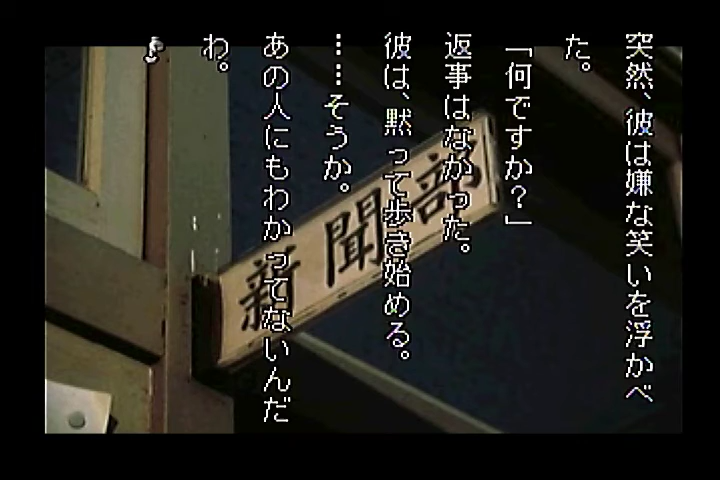 突然、彼は嫌な笑いを浮かべ
た。
「何ですか？」
返事はなかった。
彼は、黙って歩き始める。
……そうか。
あの人にもわかってないんだ
わ。
新聞部